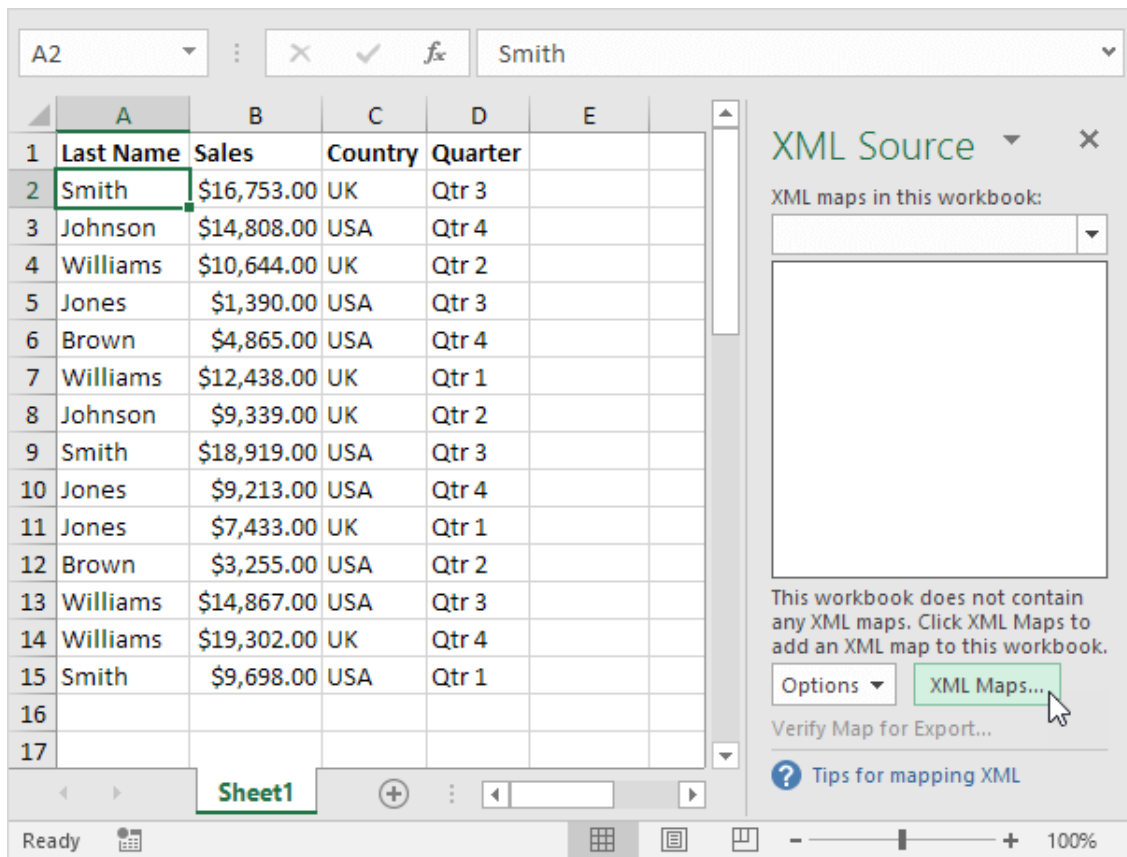 A2 fx Smith
A B C D E
1 Last Name Sales Country Quarter
2 Smith $16,753.00 UK Qtr 3
3 Johnson $14,808.00 USA Qtr 4
4 Williams $10,644.00 UK Qtr 2
5 Jones $1,390.00 USA Qtr 3
6 Brown $4,865.00 USA Qtr 4
7 Williams $12,438.00 UK Qtr 1
8 Johnson $9,339.00 UK Qtr 2
9 Smith $18,919.00 USA Qtr 3
10 Jones $9,213.00 USA Qtr 4
11 Jones $7,433.00 UK Qtr 1
12 Brown $3,255.00 USA Qtr 2
13 Williams $14,867.00 USA Qtr 3
14 Williams $19,302.00 UK Qtr 4
15 Smith $9,698.00 USA Qtr 1
16
17
Sheet1
XML Source
XML maps in this workbook:
This workbook does not contain
any XML maps. Click XML Maps to
add an XML map to this workbook.
Options XML Maps...
Verify Map for Export...
? Tips for mapping XML
Ready 100%